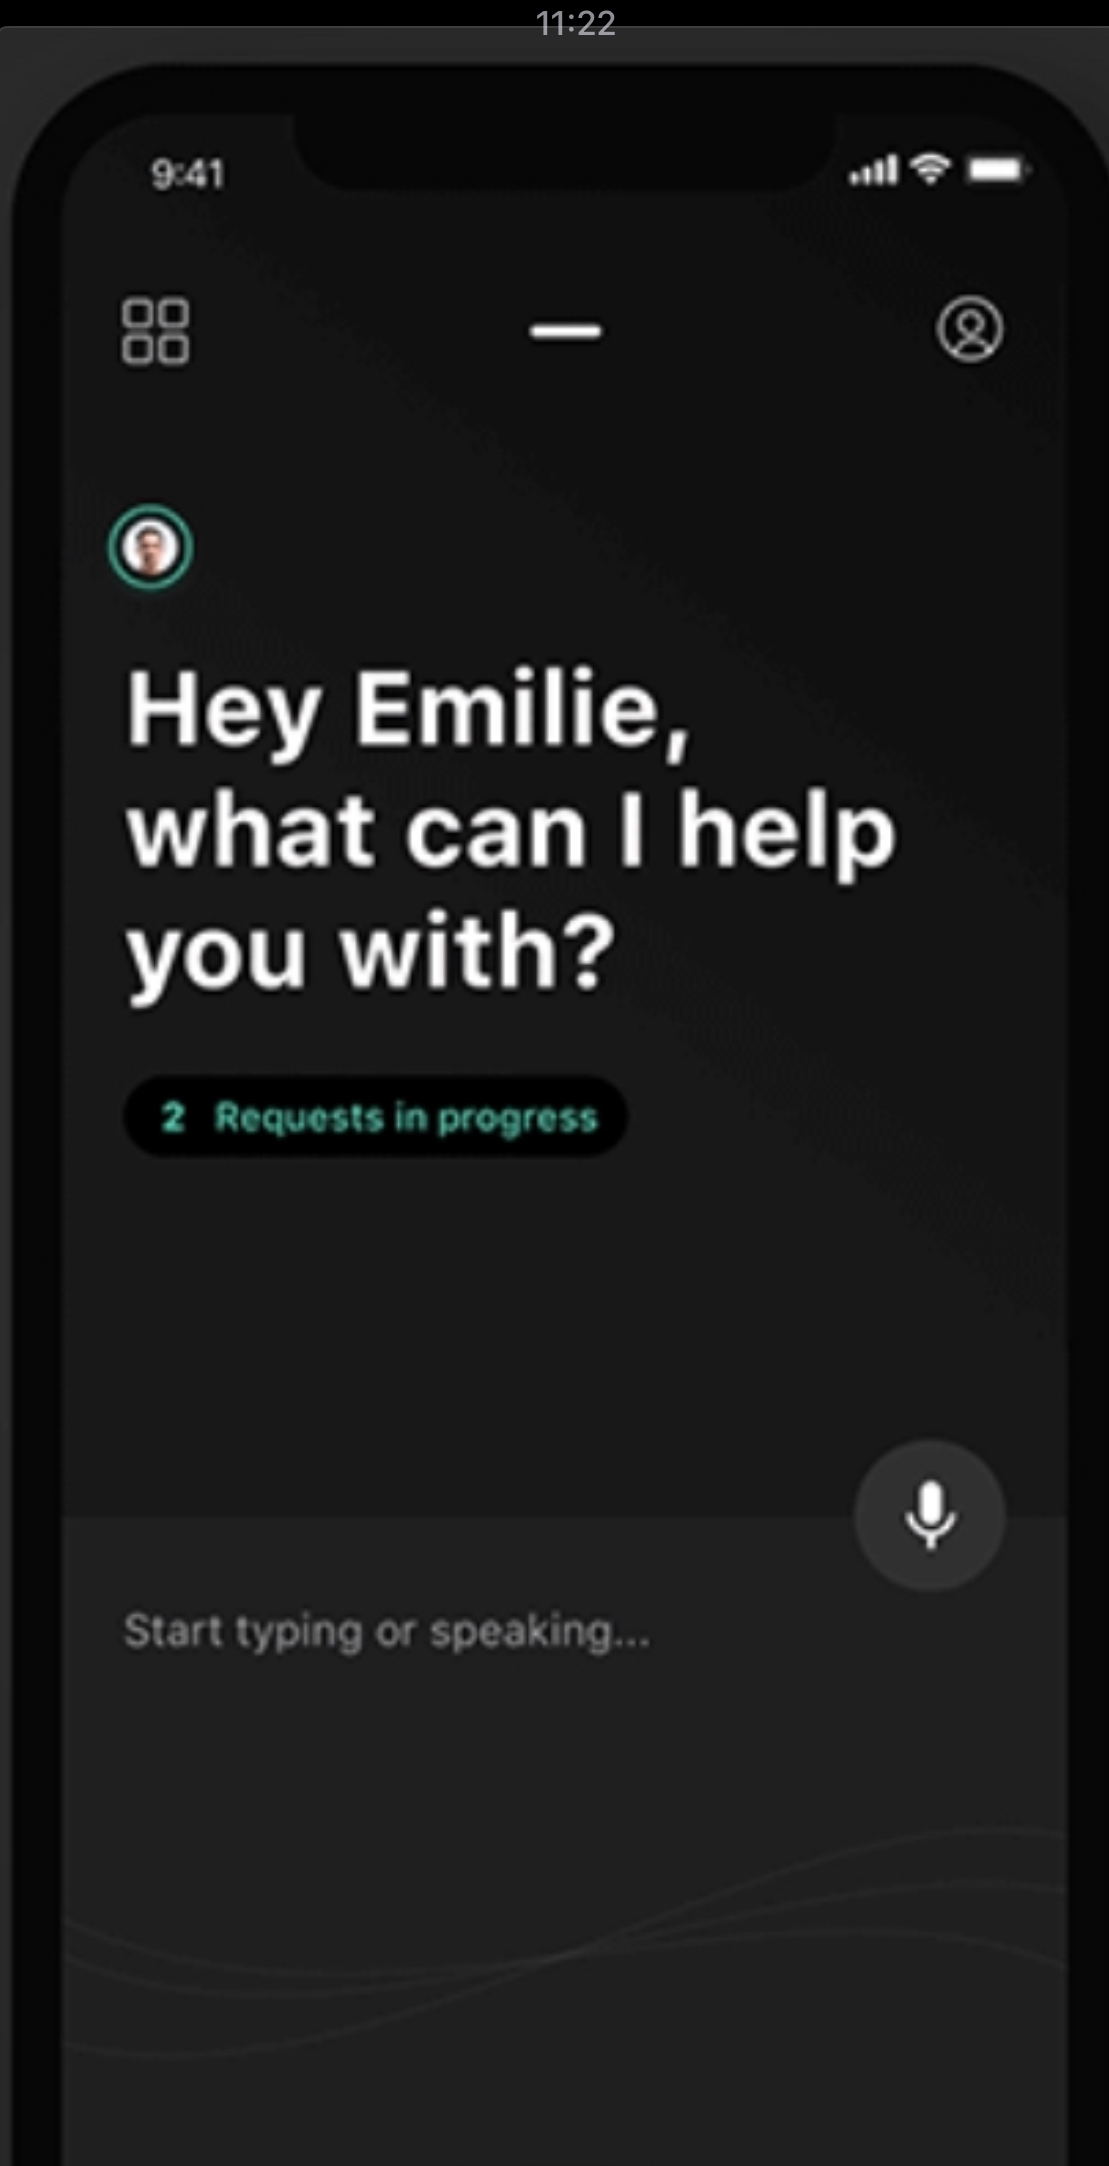 11:22
9:41
Hey Emilie,
what can I help
you with?
2 Requests in progress
Start typing or speaking...